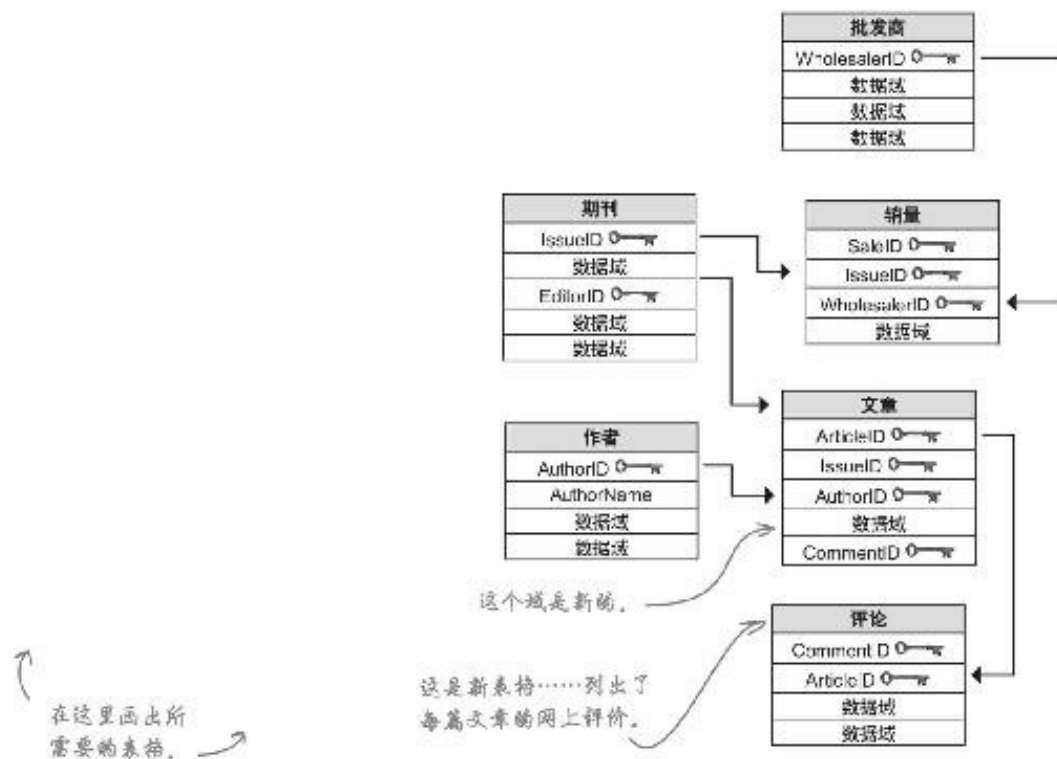 批发商
WholesalerID
数据域
数据域
数据域
期刊
IssueID
数据域
EditorID
数据域
数据域
销量
SaleID
IssueID
WholesalerID
数据域
作者
AuthorID
AuthorName
数据域
数据域
文章
ArticleID
IssueID
AuthorID
数据域
CommentID
这个域是新的。
评论
CommentID
ArticleID
数据域
数据域
这是新表格……列出了
每篇文章的网上评价。
在这里画出所
需要的表格。